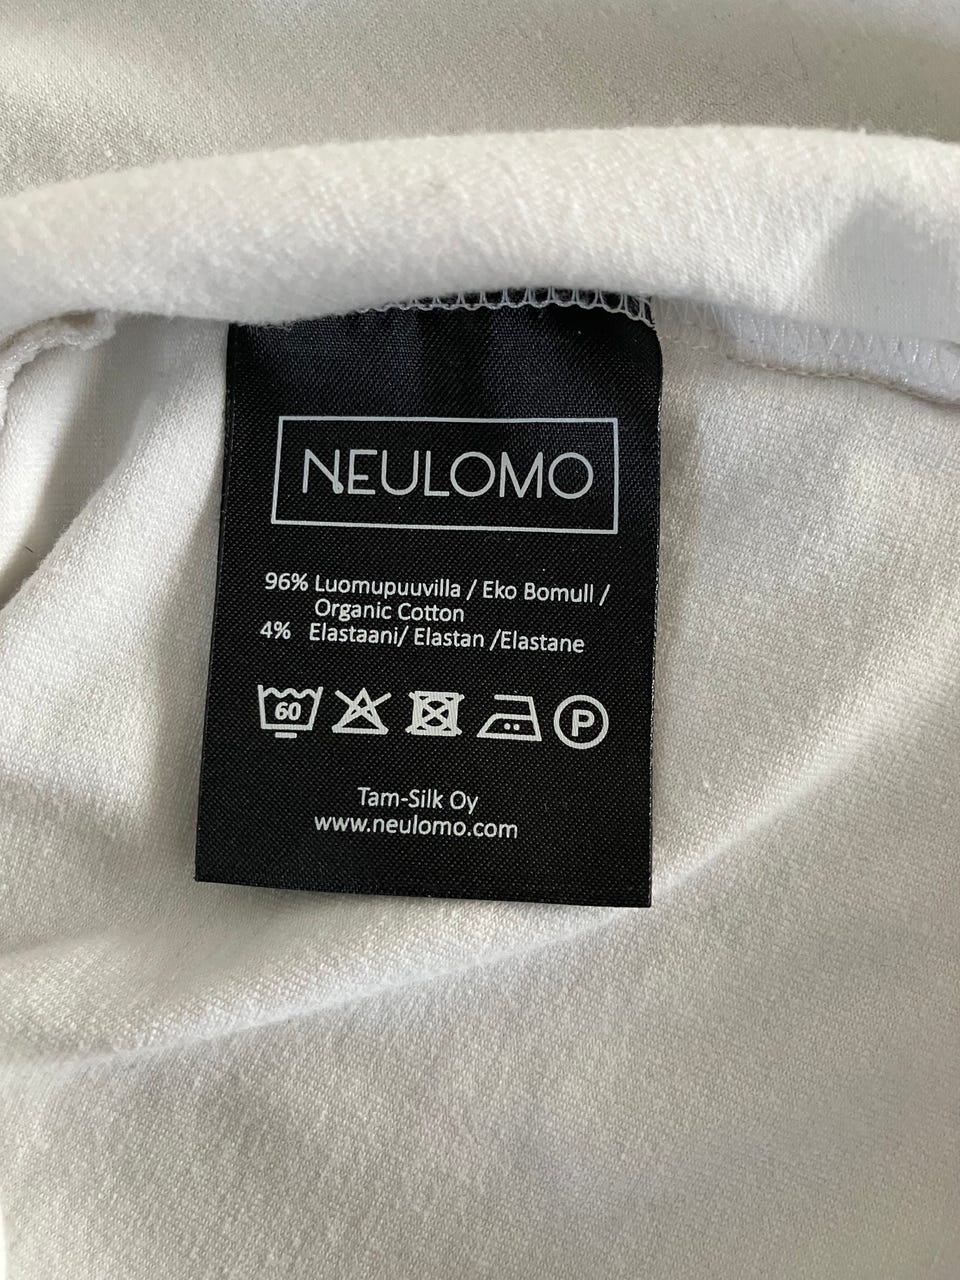 NEULOMO
96% Luomupuuvilla / Eko Bomull /
Organic Cotton
4% Elastaani/ Elastan /Elastane
60
P
Tam-Silk Oy
www.neulomo.com